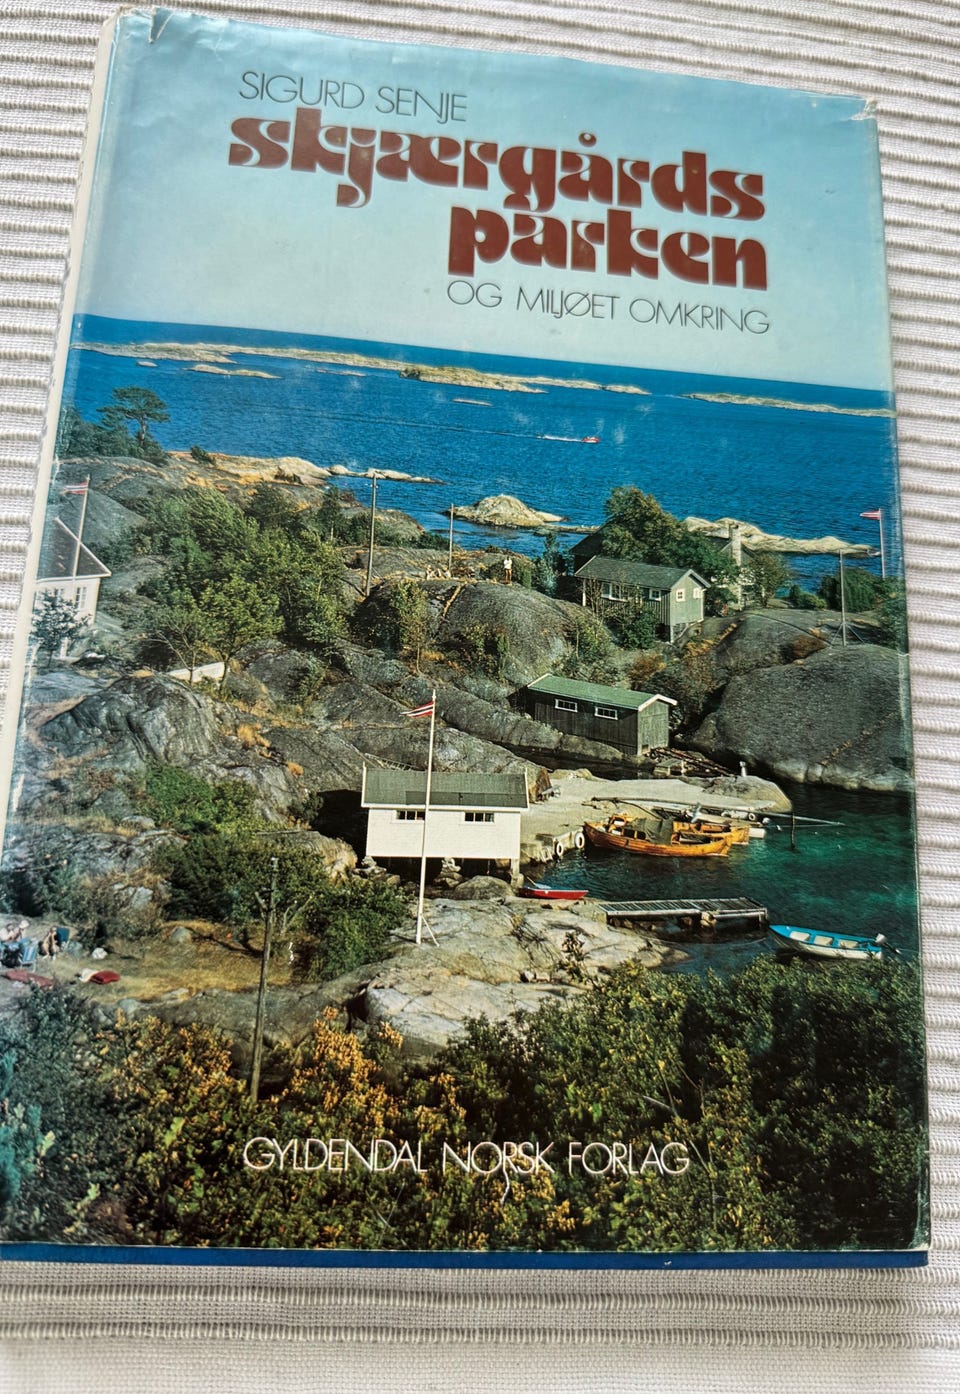 SIGURD SENJE
skjærgårds
parken
OG MILJØET OMKRING
GYLDENDAL NORSK FORLAG